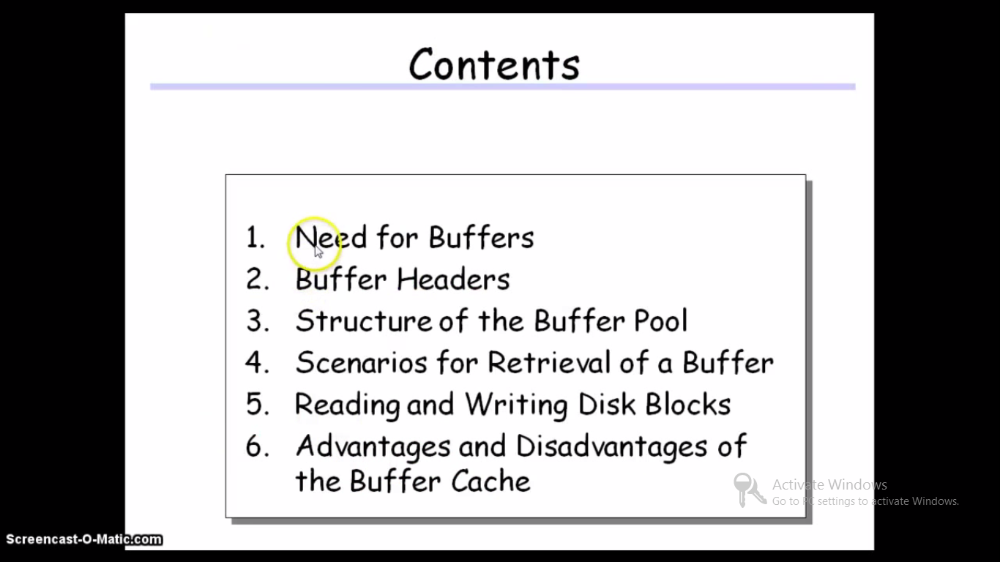 Contents
1. Need for Buffers
2. Buffer Headers
3. Structure of the Buffer Pool
4. Scenarios for Retrieval of a Buffer
5. Reading and Writing Disk Blocks
6. Advantages and Disadvantages of
the Buffer Cache
Activate Windows
Go to PC settings to activate Windows.
Screencast-O-Matic.com